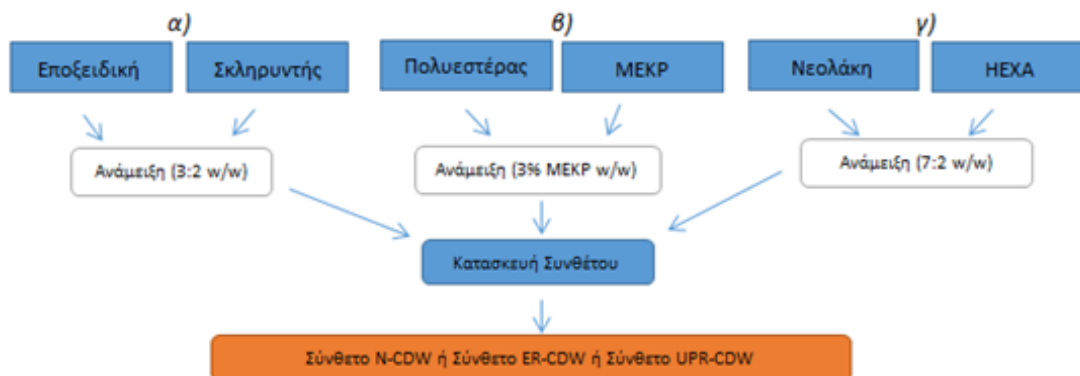 α)
β)
γ)
Εποξειδική
Σκληρυντής
Πολυεστέρας
MEKP
Νεολάκη
HEXA
Ανάμειξη (3:2 w/w)
Ανάμειξη (3% MEKP w/w)
Ανάμειξη (7:2 w/w)
Κατασκευή Συνθέτου
Σύνθετο N-CDW ή Σύνθετο ER-CDW ή Σύνθετο UPR-CDW